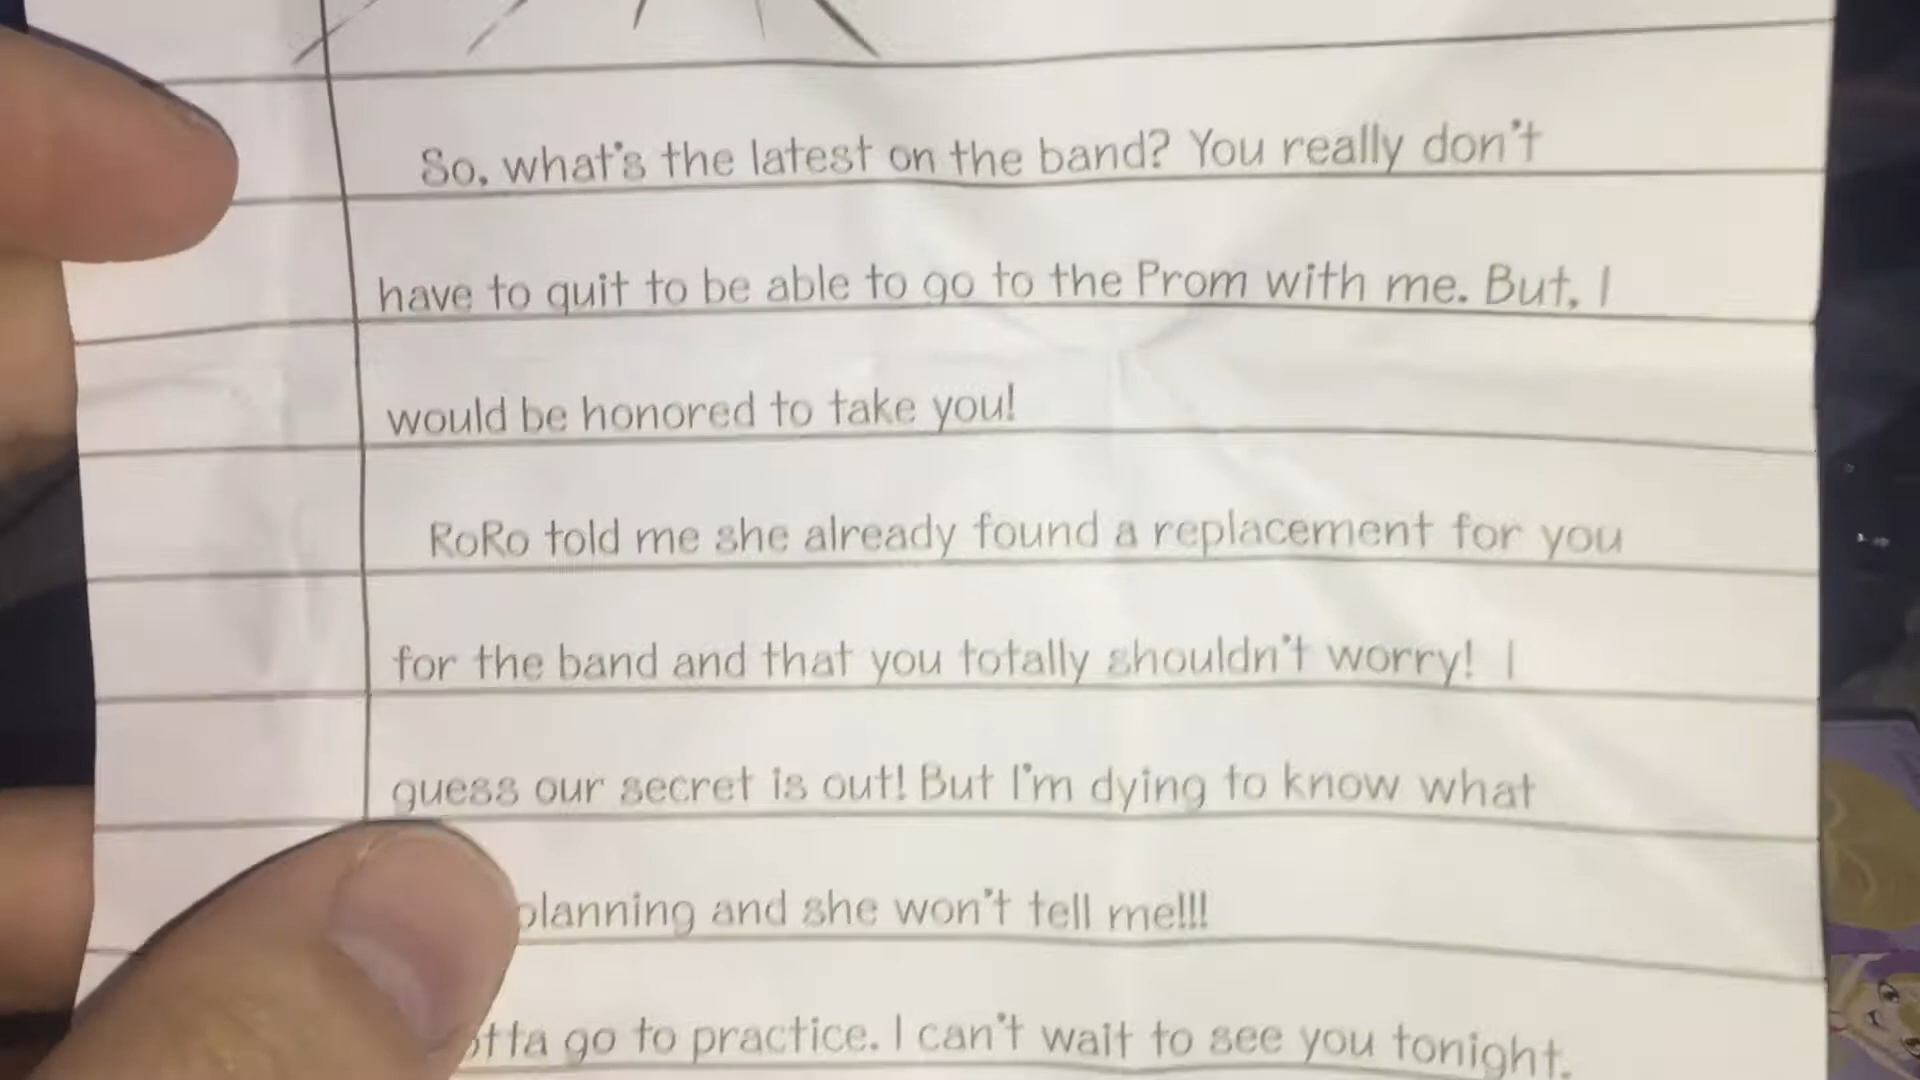 So, what's the latest on the band? You really don't
have to quit to be able to go to the Prom with me. But, I
would be honored to take you!
RoRo told me she already found a replacement for you
for the band and that you totally shouldn't worry! I
guess our secret is out! But I'm dying to know what
planning and she won't tell me!!!
go to practice. I can't wait to see you tonight.